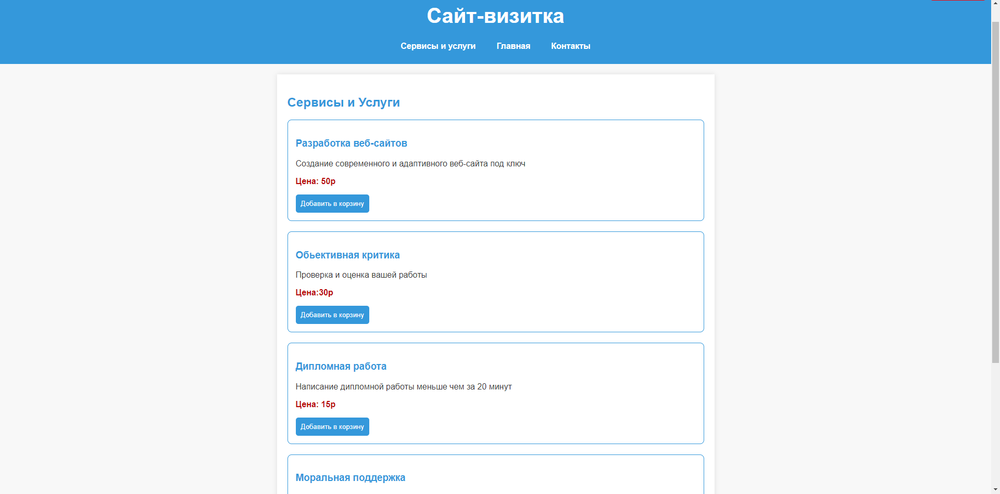 Сайт-визитка
Сервисы и услуги Главная Контакты
Сервисы и Услуги
Разработка веб-сайтов
Создание современного и адаптивного веб-сайта под ключ
Цена: 50р
Добавить в корзину
Обьективная критика
Проверка и оценка вашей работы
Цена:30р
Добавить в корзину
Дипломная работа
Написание дипломной работы меньше чем за 20 минут
Цена: 15р
Добавить в корзину
Моральная поддержка